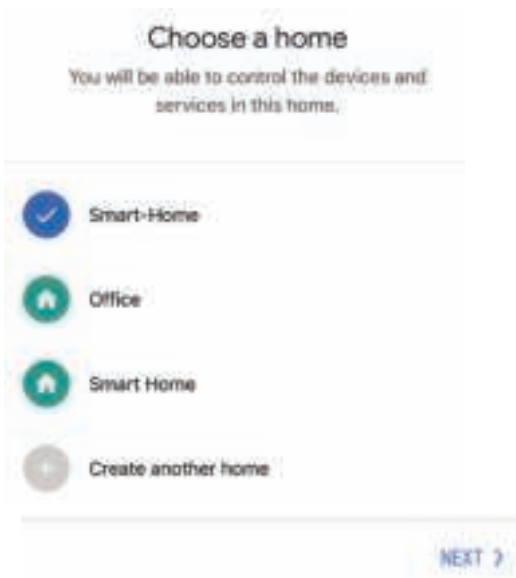 Choose a home
You will be able to control the devices and
services in this home.
Smart-Home
Office
Smart Home
Create another home
NEXT